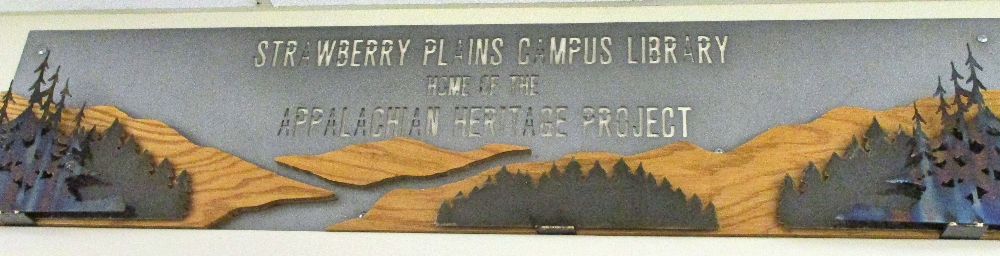 STRAWBERRY PLAINS CAMPUS LIBRARY
HOME OF THE
APPALACHIAN HERITAGE PROJECT